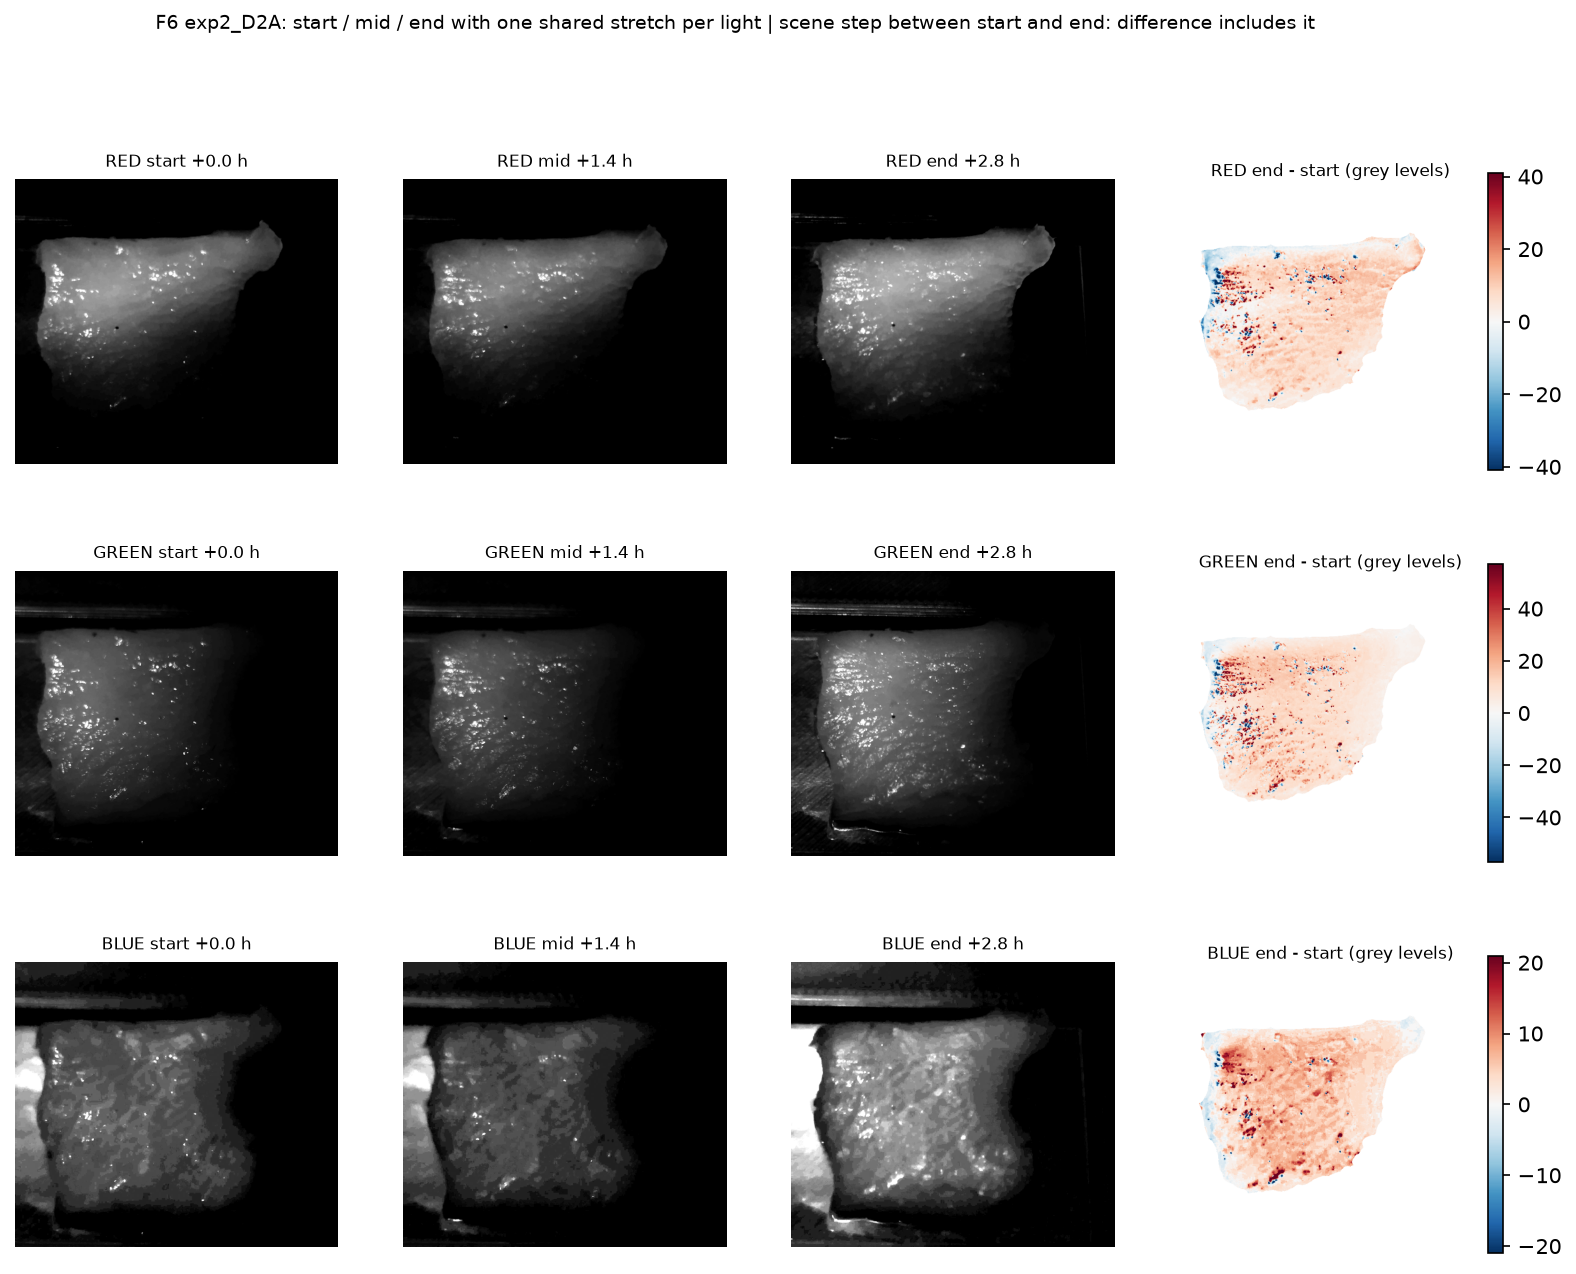 F6 exp2_D2A: start / mid / end with one shared stretch per light | scene step between start and end: difference includes it
RED start +0.0 h
RED mid +1.4 h
RED end +2.8 h
RED end - start (grey levels)
40
20
0
−20
−40
GREEN start +0.0 h
GREEN mid +1.4 h
GREEN end +2.8 h
GREEN end - start (grey levels)
40
20
0
−20
−40
BLUE start +0.0 h
BLUE mid +1.4 h
BLUE end +2.8 h
BLUE end - start (grey levels)
20
10
0
−10
−20